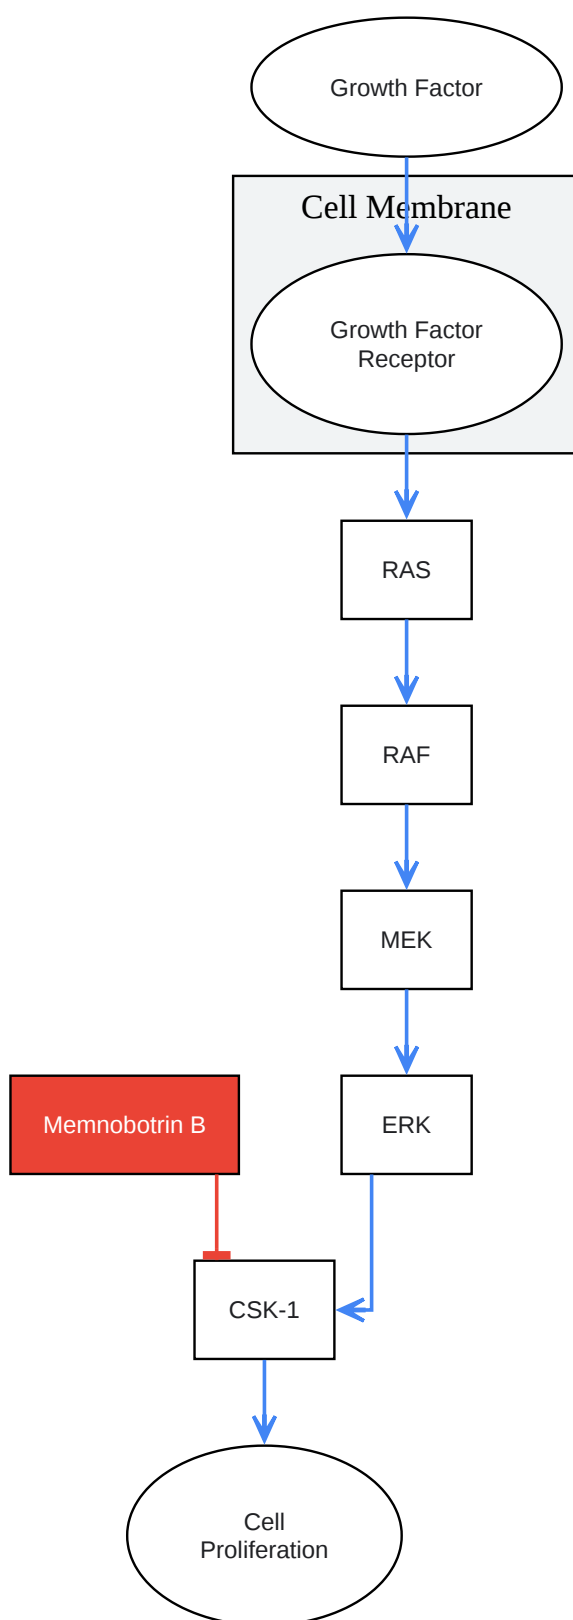 Growth Factor
Cell Membrane
Growth Factor
Receptor
RAS
RAF
MEK
Memnobotrin B
ERK
CSK-1
Cell
Proliferation